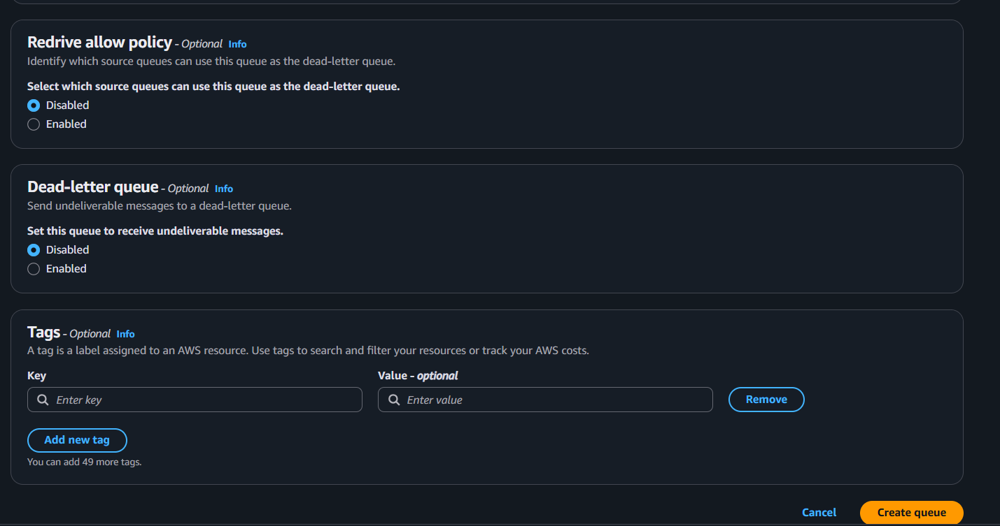 Redrive allow policy - Optional Info
Identify which source queues can use this queue as the dead-letter queue.
Select which source queues can use this queue as the dead-letter queue.
Disabled
Enabled
Dead-letter queue - Optional Info
Send undeliverable messages to a dead-letter queue.
Set this queue to receive undeliverable messages.
Disabled
Enabled
Tags - Optional Info
A tag is a label assigned to an AWS resource. Use tags to search and filter your resources or track your AWS costs.
Key
Value - optional
Enter key
Enter value
Remove
Add new tag
You can add 49 more tags.
Cancel
Create queue